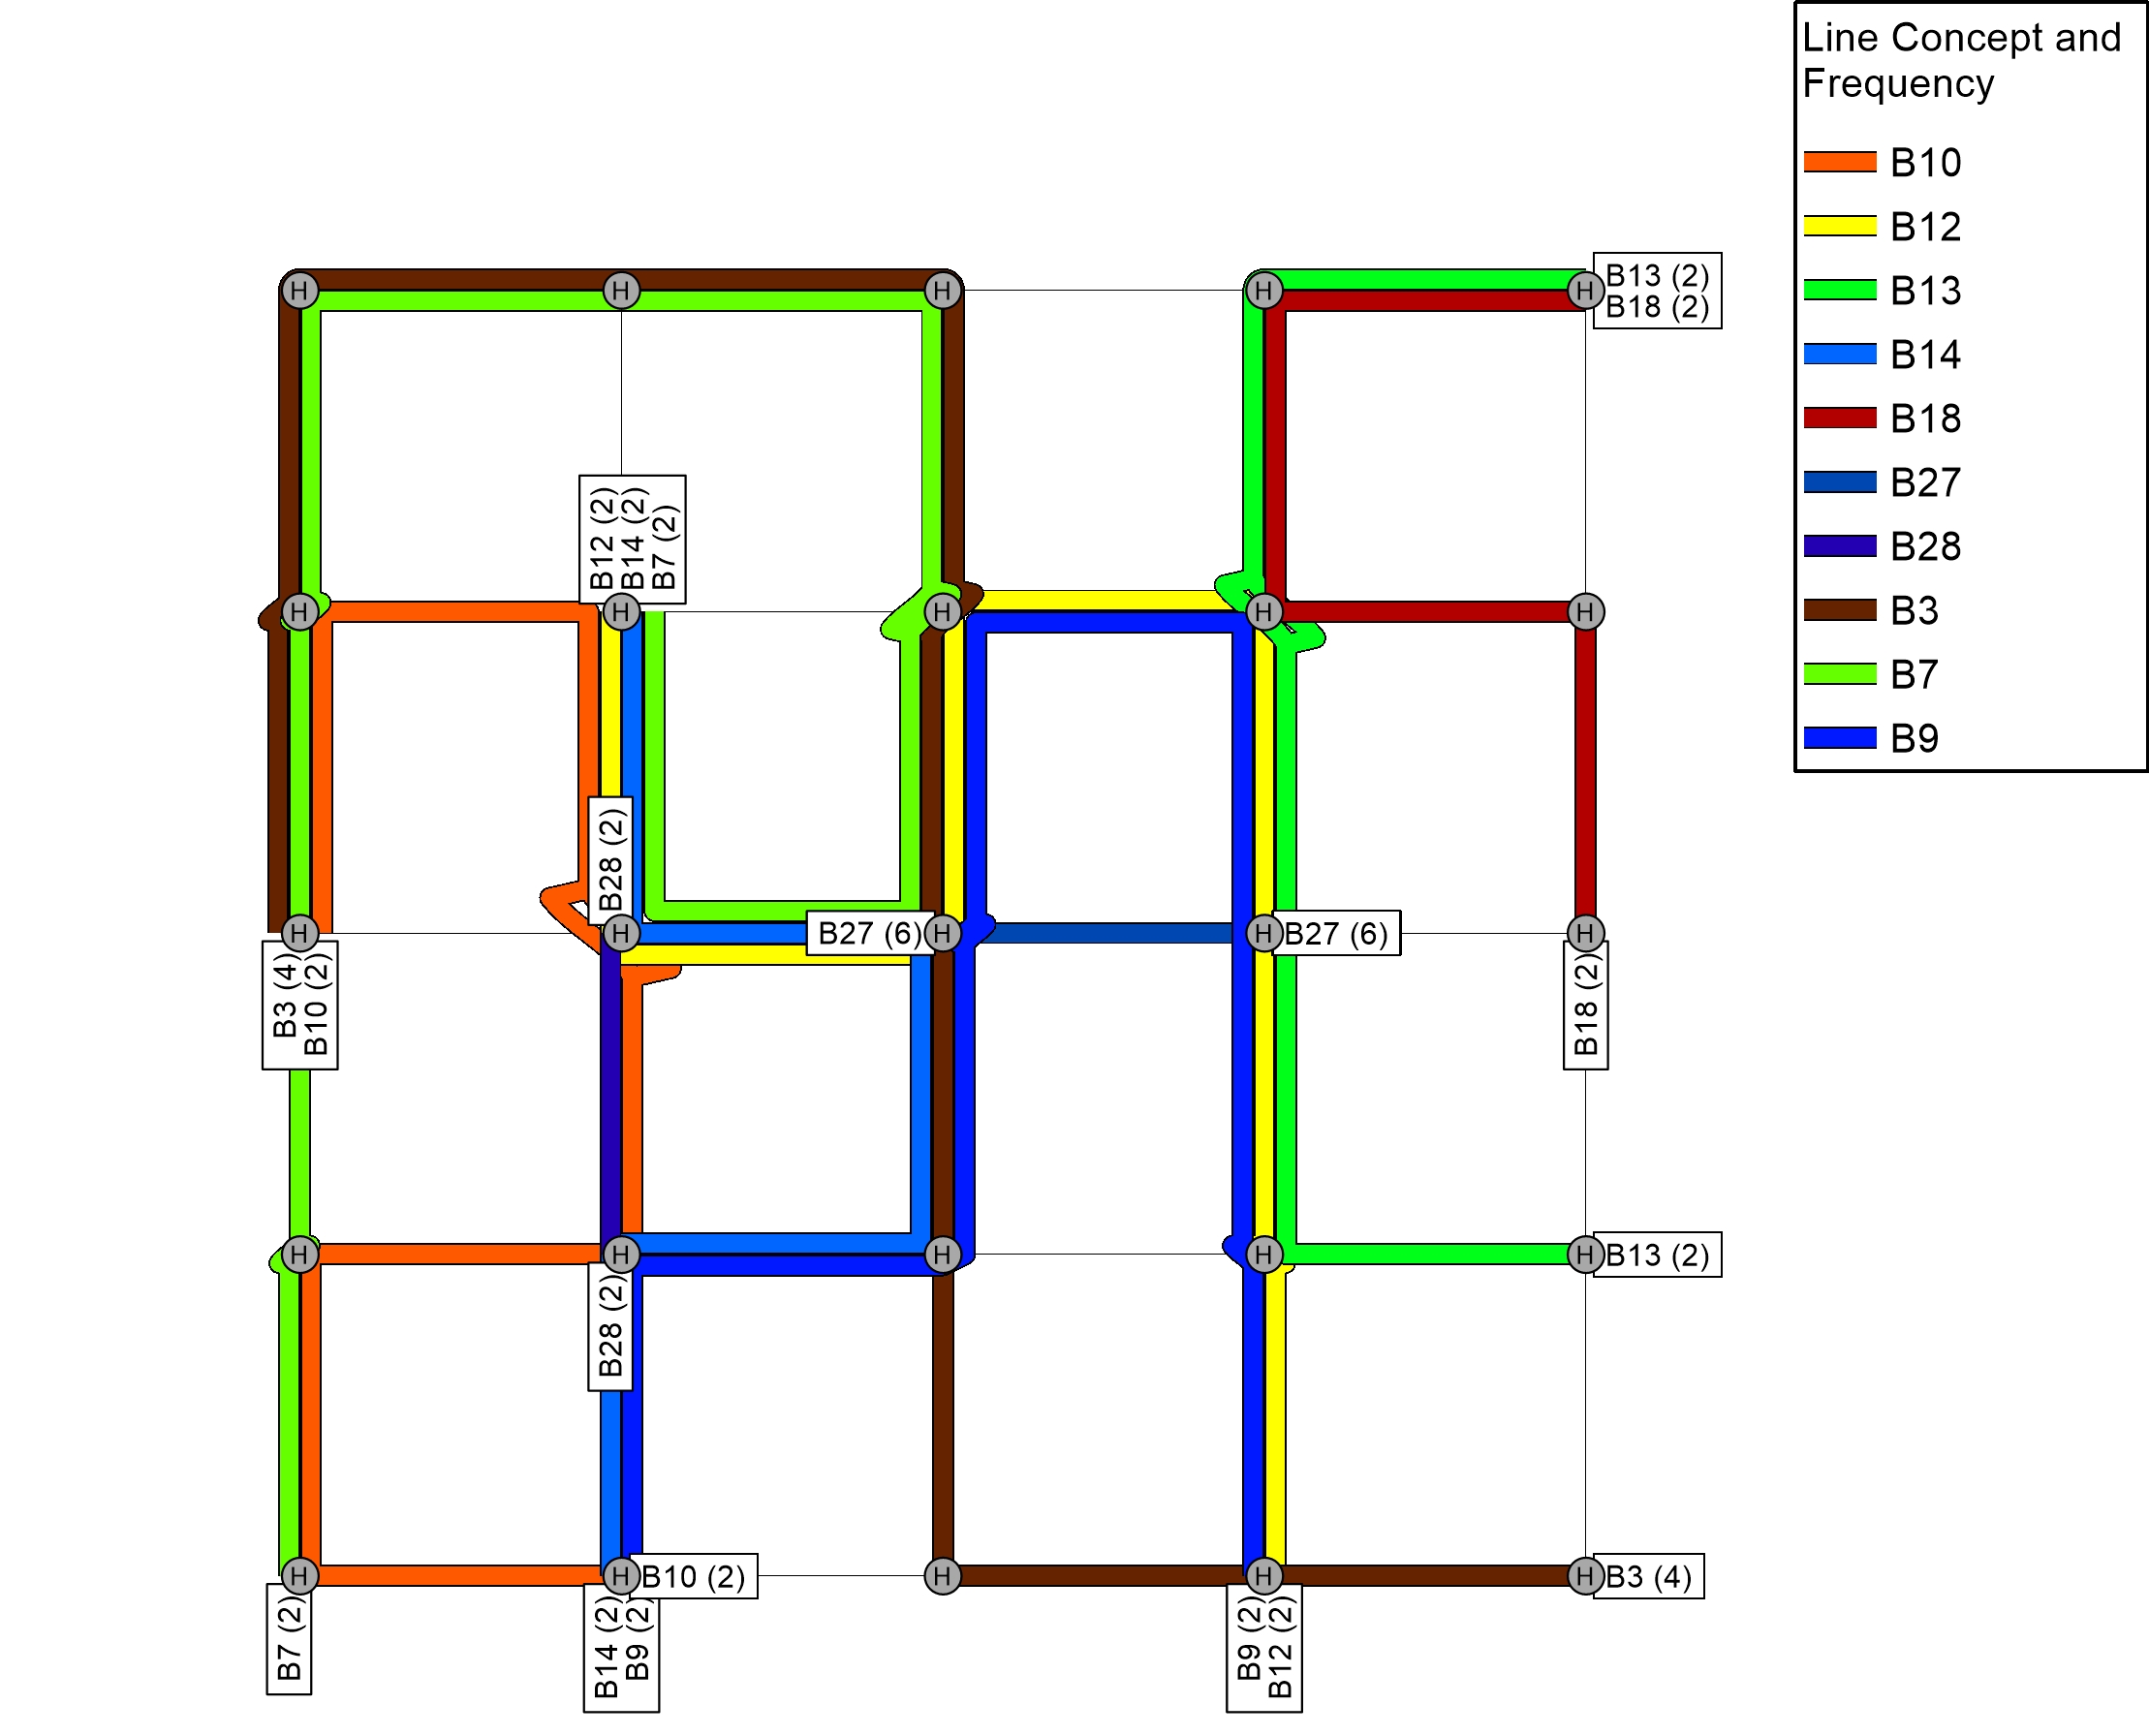 Line Concept and
Frequency
B10
B12
B13
B14
B18
B27
B28
B3
B7
B9
H
H
H
H
H
B13 (2)
B18 (2)
B12 (2)
B14 (2)
B7 (2)
H
H
H
H
H
B28 (2)
H
H
B27 (6)
H
H
B27 (6)
H
B3 (4)
B10 (2)
B18 (2)
H
H
H
H
H
B13 (2)
B28 (2)
H
H
B10 (2)
H
H
H
B3 (4)
B7 (2)
B14 (2)
B9 (2)
B9 (2)
B12 (2)